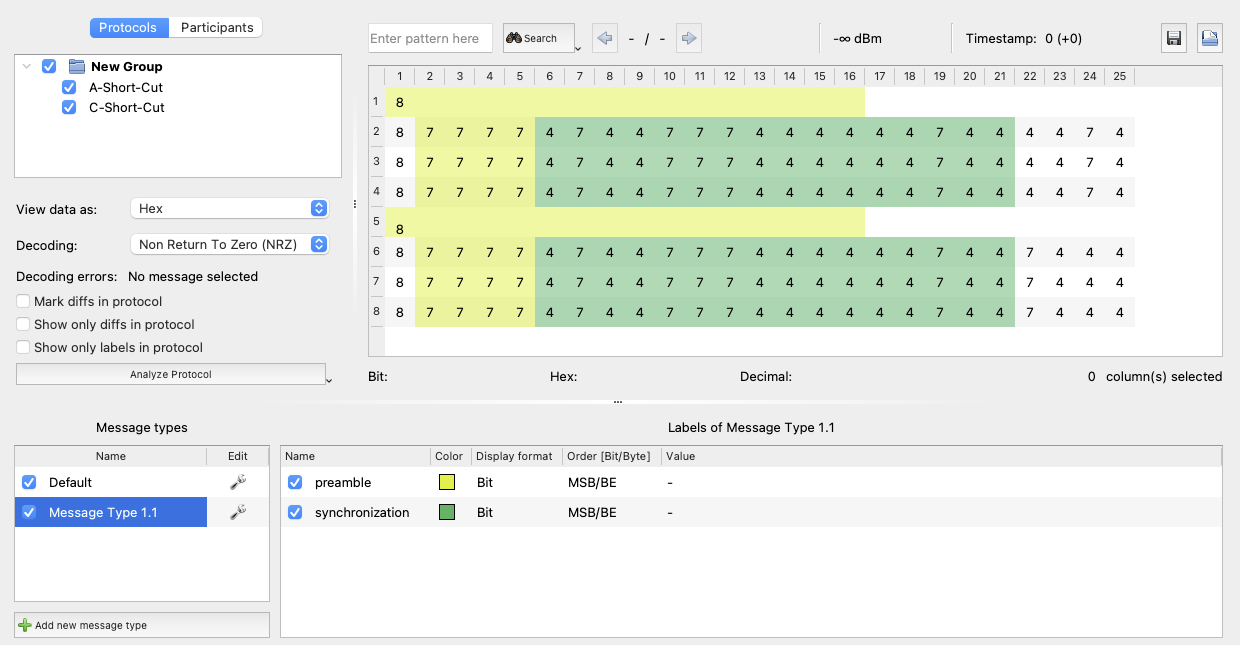 Protocols Participants
New Group
A-Short-Cut
C-Short-Cut
View data as: Hex
Decoding: Non Return To Zero (NRZ)
Decoding errors: No message selected
Mark diffs in protocol
Show only diffs in protocol
Show only labels in protocol
Analyze Protocol
Enter pattern here Search - / - -∞ dBm Timestamp: 0 (+0)
1 2 3 4 5 6 7 8 9 10 11 12 13 14 15 16 17 18 19 20 21 22 23 24 25
1 8
2 8 7 7 7 7 4 7 4 4 7 7 7 4 4 4 4 4 7 4 4 4 4 7 4
3 8 7 7 7 7 4 7 4 4 7 7 7 4 4 4 4 4 7 4 4 4 4 7 4
4 8 7 7 7 7 4 7 4 4 7 7 7 4 4 4 4 4 7 4 4 4 4 7 4
5 8
6 8 7 7 7 7 4 7 4 4 7 7 7 4 4 4 4 4 7 4 4 7 4 4 4
7 8 7 7 7 7 4 7 4 4 7 7 7 4 4 4 4 4 7 4 4 7 4 4 4
8 8 7 7 7 7 4 7 4 4 7 7 7 4 4 4 4 4 7 4 4 7 4 4 4
Bit: Hex: Decimal: 0 column(s) selected
Message types
Name Edit
Default
Message Type 1.1
Add new message type
Labels of Message Type 1.1
Name Color Display format Order [Bit/Byte] Value
preamble Bit MSB/BE -
synchronization Bit MSB/BE -